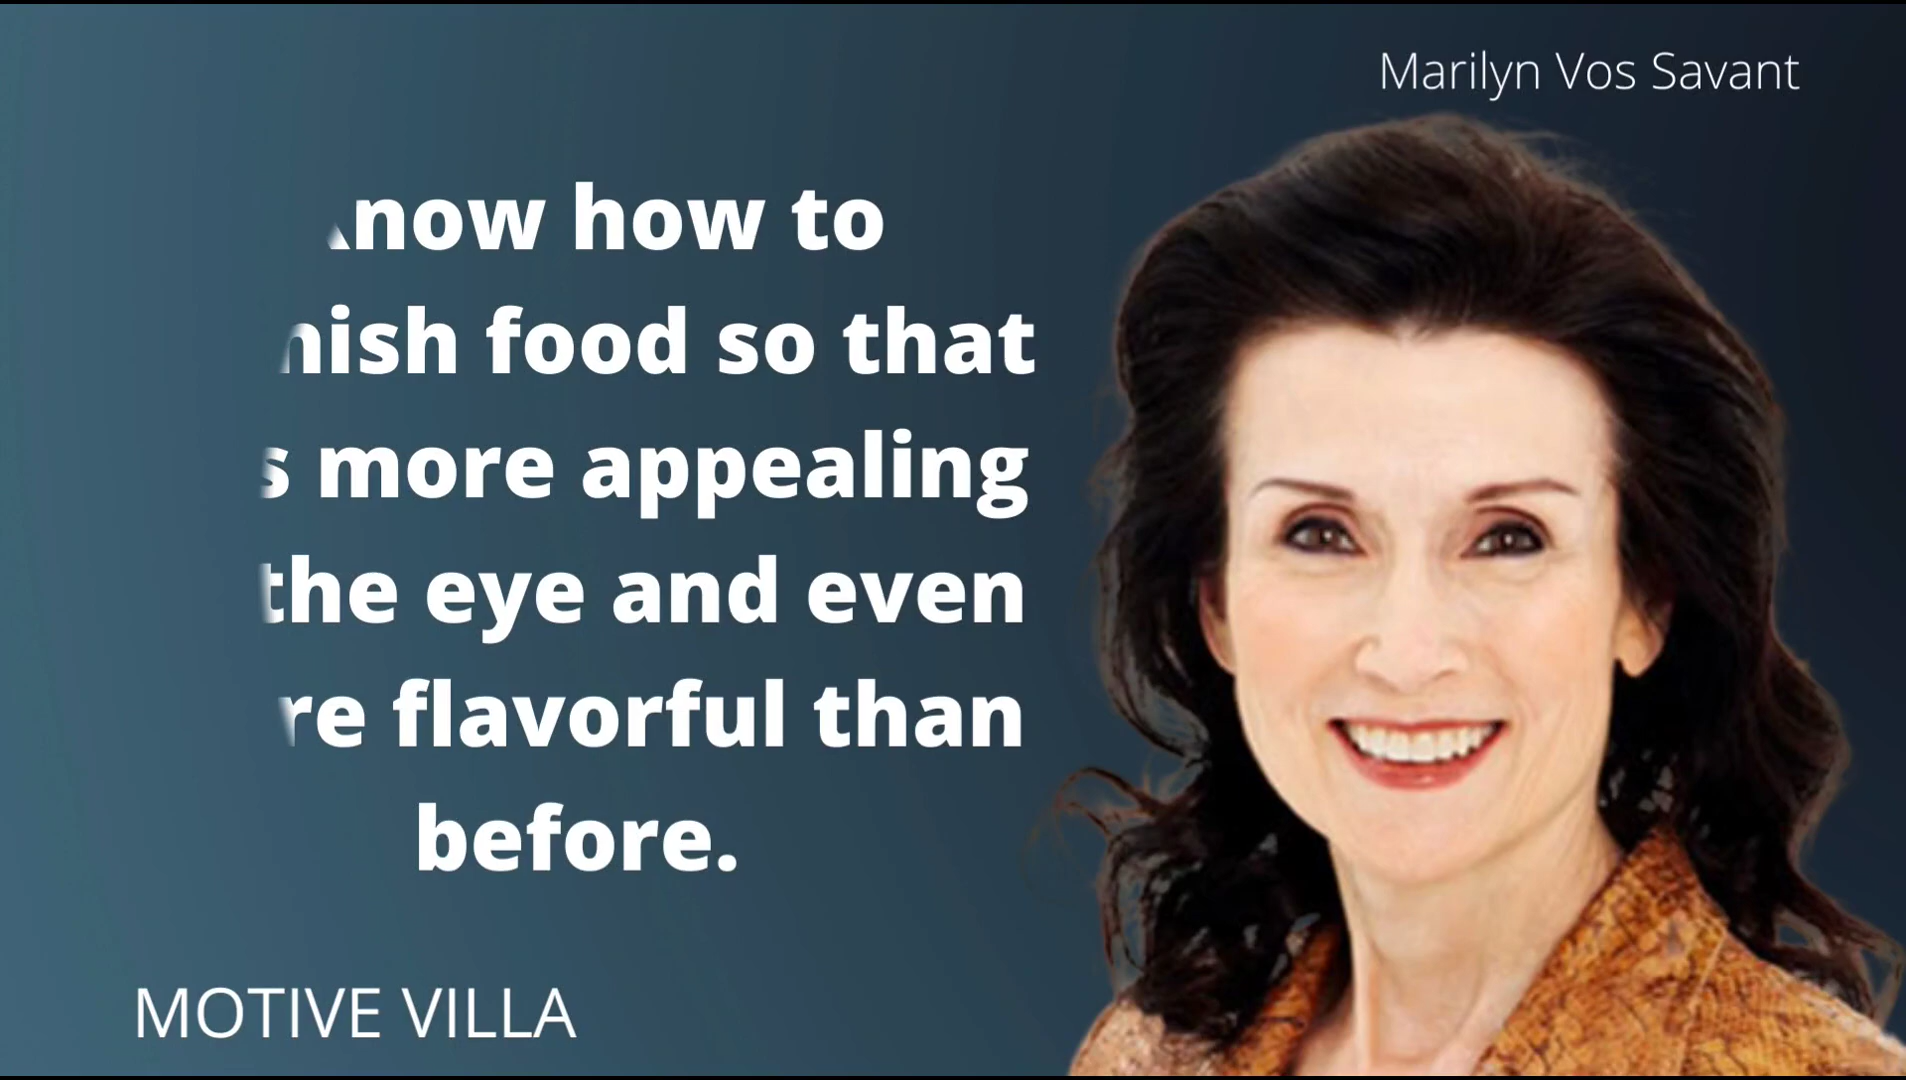 Marilyn Vos Savant
now how to
nish food so that
s more appealing
the eye and even
re flavorful than
before.
MOTIVE VILLA